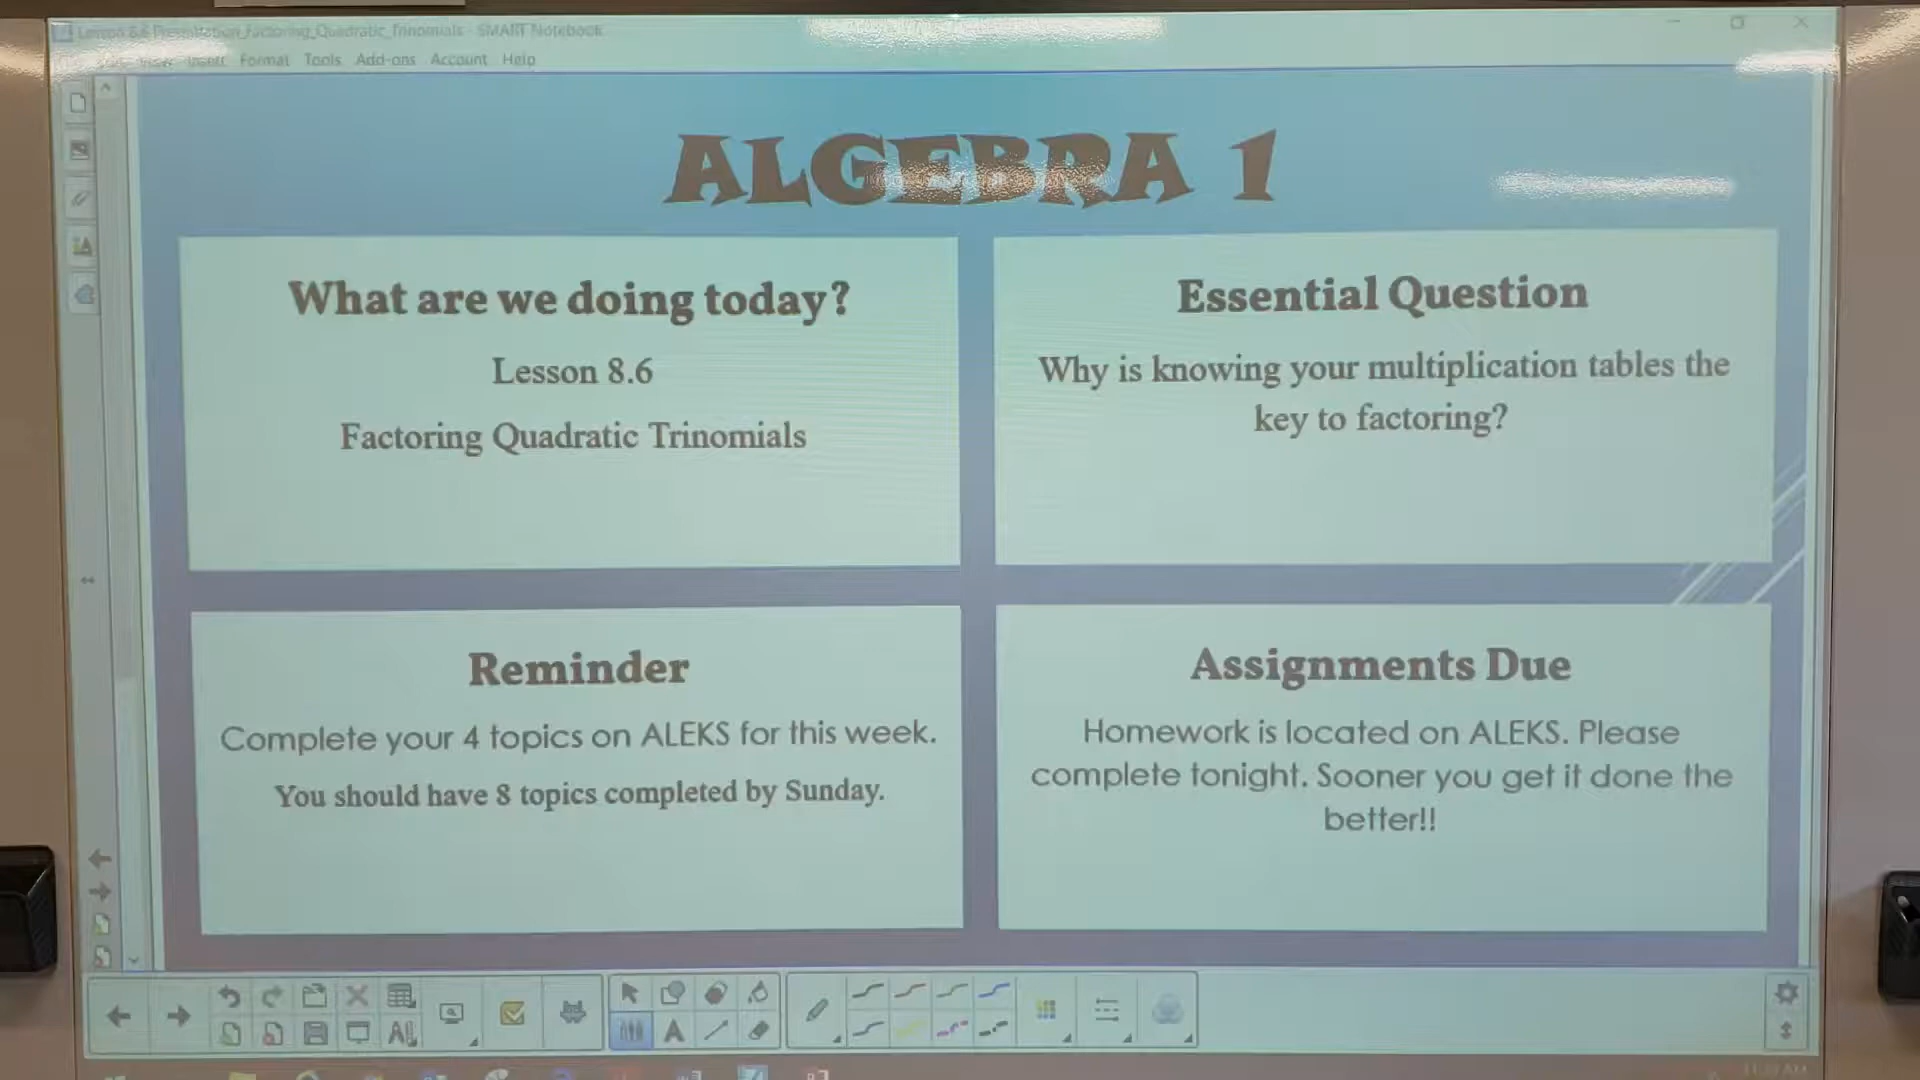 Lesson 8.6 Presentation_Factoring_Quadratic_Trinomials - SMART Notebook
View Insert Format Tools Add-ons Account Help
ALGEBRA 1
What are we doing today?
Lesson 8.6
Factoring Quadratic Trinomials
Essential Question
Why is knowing your multiplication tables the
key to factoring?
Reminder
Complete your 4 topics on ALEKS for this week.
You should have 8 topics completed by Sunday.
Assignments Due
Homework is located on ALEKS. Please
complete tonight. Sooner you get it done the
better!!